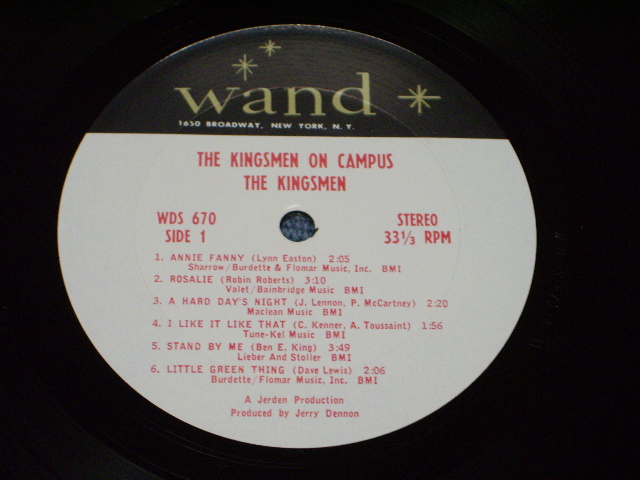 wand
1650 BROADWAY, NEW YORK, N. Y.
THE KINGSMEN ON CAMPUS
THE KINGSMEN
WDS 670 STEREO
SIDE 1 33⅓ RPM
1. ANNIE FANNY (Lynn Easton) 2:05
Sharrow/Burdette & Flomar Music, Inc. BMI
2. ROSALIE (Robin Roberts) 3:10
Valet/Bainbridge Music BMI
3. A HARD DAY'S NIGHT (J. Lennon, P. McCartney) 2:20
Maclean Music BMI
4. I LIKE IT LIKE THAT (C. Kenner, A. Toussaint) 1:56
Tune-Kel Music BMI
5. STAND BY ME (Ben E. King) 3:49
Lieber And Stoller BMI
6. LITTLE GREEN THING (Dave Lewis) 2:06
Burdette/Flomar Music, Inc. BMI
A Jerden Production
Produced by Jerry Dennon